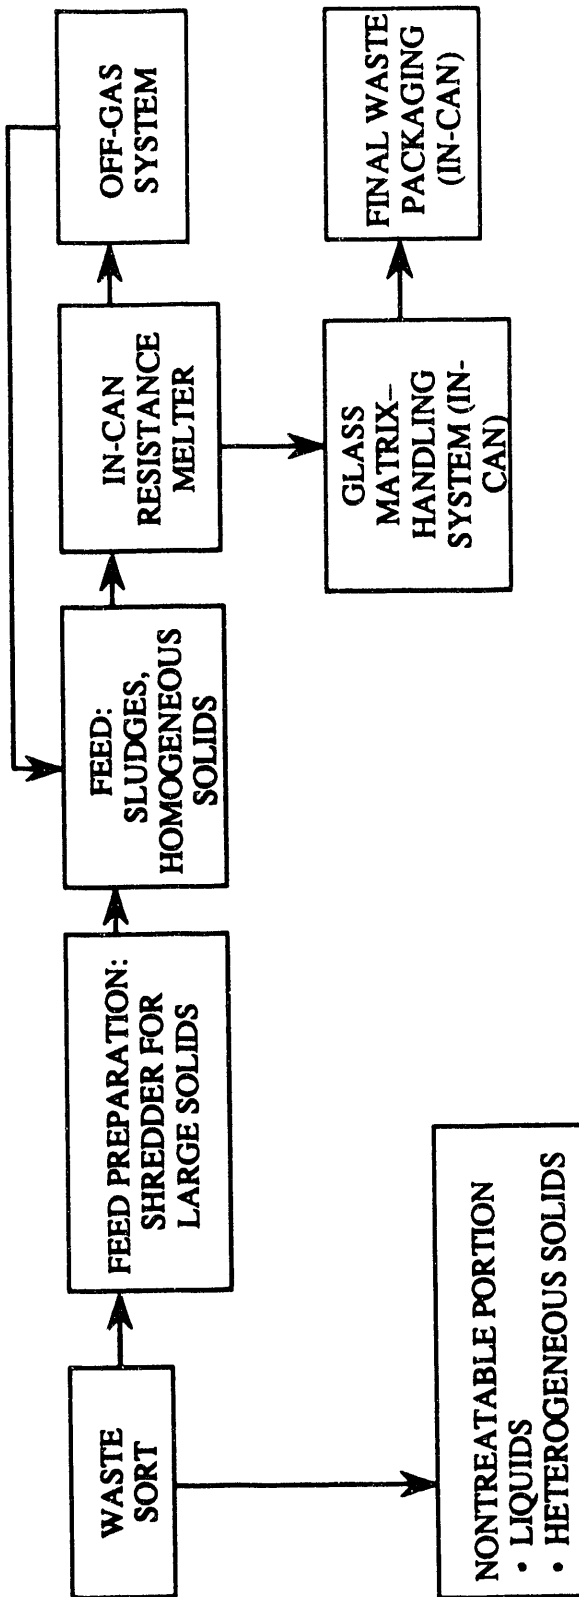 WASTE
SORT
FEED PREPARATION:
SHREDDER FOR
LARGE SOLIDS
FEED:
SLUDGES,
HOMOGENEOUS
SOLIDS
IN-CAN
RESISTANCE
MELTER
OFF-GAS
SYSTEM
NONTREATABLE PORTION
• LIQUIDS
• HETEROGENEOUS SOLIDS
GLASS
MATRIX–
HANDLING
SYSTEM (IN-
CAN)
FINAL WASTE
PACKAGING
(IN-CAN)